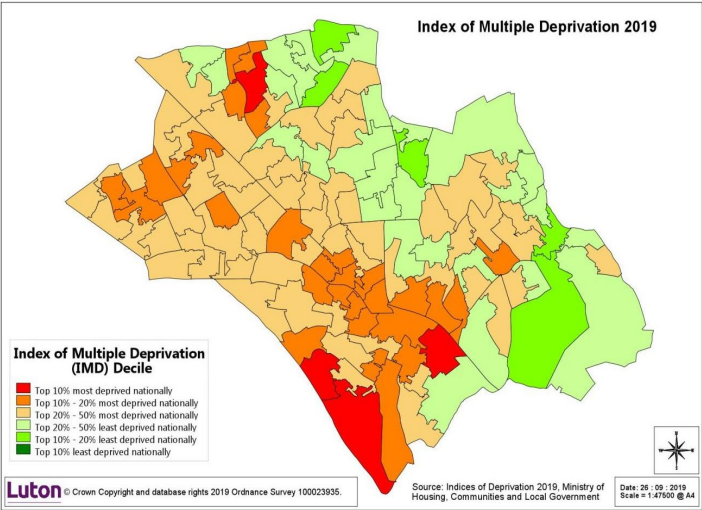 Index of Multiple Deprivation 2019
Index of Multiple Deprivation
(IMD) Decile
Top 10% most deprived nationally
Top 10% - 20% most deprived nationally
Top 20% - 50% most deprived nationally
Top 20% - 50% least deprived nationally
Top 10% - 20% least deprived nationally
Top 10% least deprived nationally
Luton © Crown Copyright and database rights 2019 Ordnance Survey 100023935.
Source: Indices of Deprivation 2019, Ministry of
Housing, Communities and Local Government
Date: 26 : 09 : 2019
Scale = 1:47500 @ A4